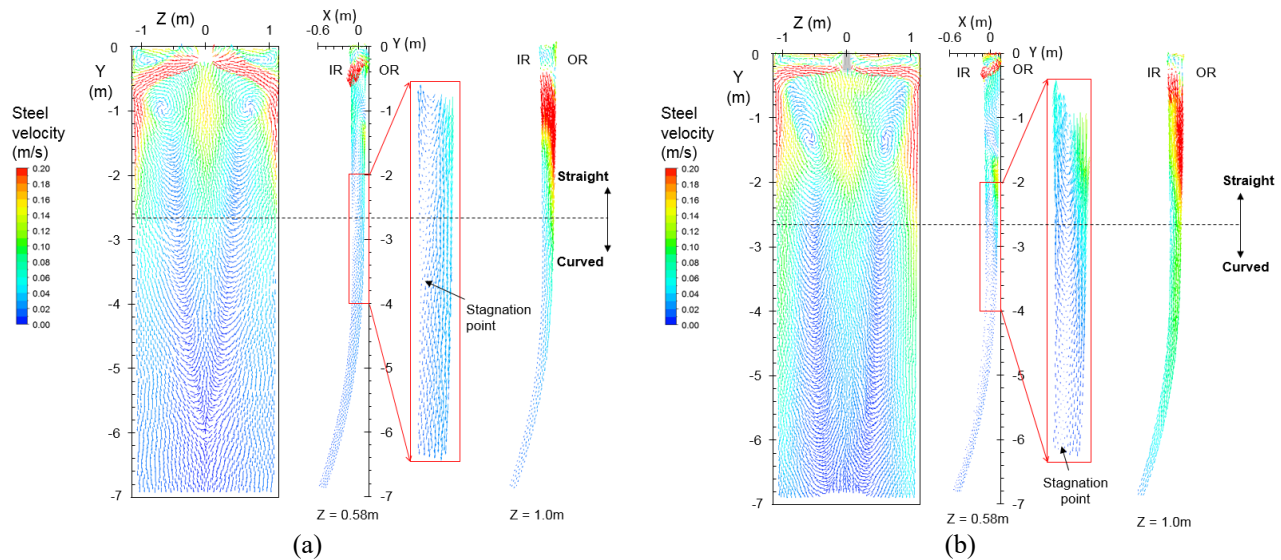 Z (m)
-1 0 1
X (m)
-0.6 0
Y (m)
0
IR OR
IR OR
Y
(m)
0
-1
-2
-3
-4
-5
-6
-7
Steel
velocity
(m/s)
0.20
0.18
0.16
0.14
0.12
0.10
0.08
0.06
0.04
0.02
0.00
0
-1
-2
-3
-4
-5
-6
-7
Straight
Curved
Stagnation
point
Z = 0.58m
Z = 1.0m
(a)
Z (m)
-1 0 1
X (m)
-0.6 0
Y (m)
IR OR
IR OR
Y
(m)
0
-1
-2
-3
-4
-5
-6
-7
Steel
velocity
(m/s)
0.20
0.18
0.16
0.14
0.12
0.10
0.08
0.06
0.04
0.02
0.00
0
-1
-2
-3
-4
-5
-6
-7
Straight
Curved
Stagnation
point
Z = 0.58m
Z = 1.0m
(b)